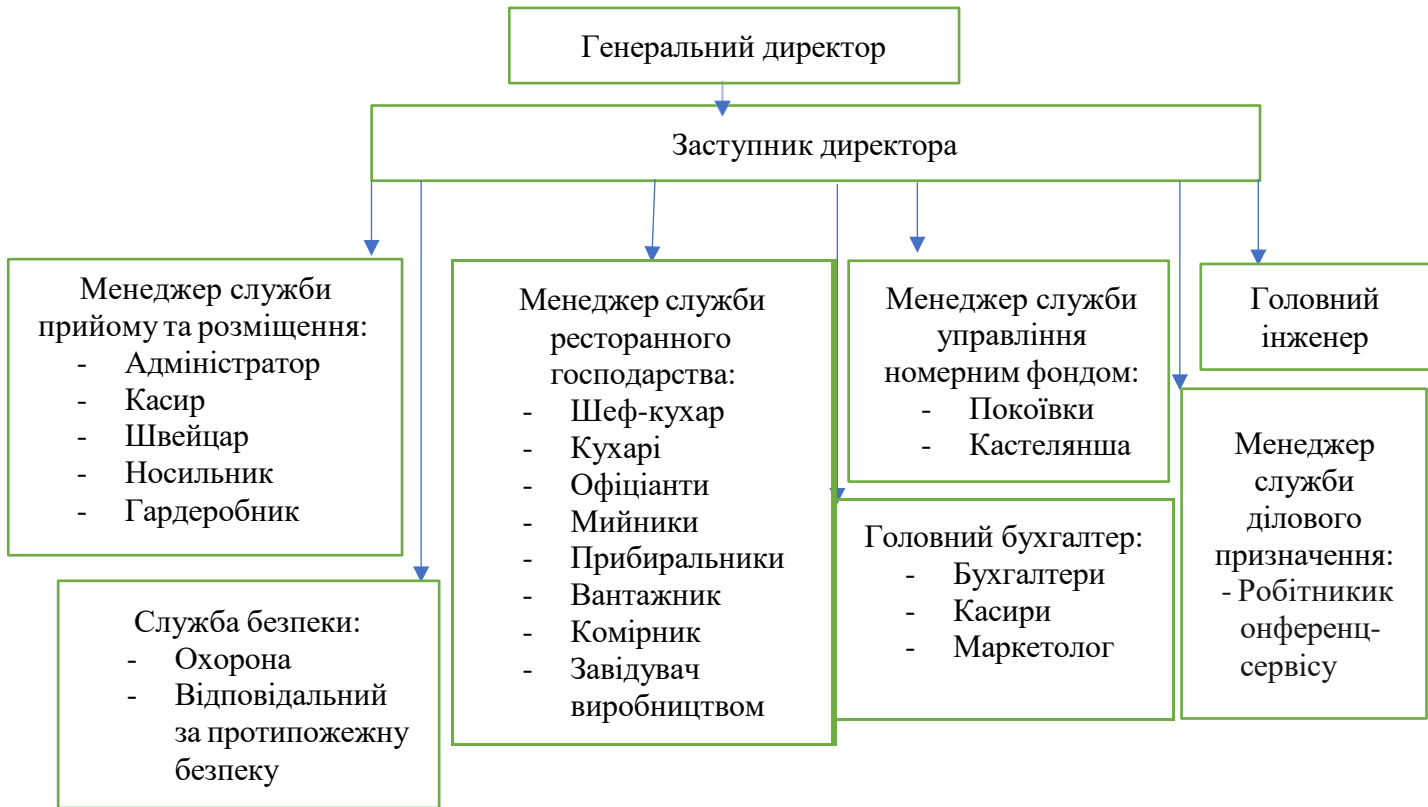 Генеральний директор
Заступник директора
Менеджер служби
прийому та розміщення:
- Адміністратор
- Касир
- Швейцар
- Носильник
- Гардеробник
Служба безпеки:
- Охорона
- Відповідальний
за протипожежну
безпеку
Менеджер служби
ресторанного
господарства:
- Шеф-кухар
- Кухарі
- Офіціанти
- Мийники
- Прибиральники
- Вантажник
- Комірник
- Завідувач
виробництвом
Менеджер служби
управління
номерним фондом:
- Покоївки
- Кастелянша
Головний бухгалтер:
- Бухгалтери
- Касири
- Маркетолог
Головний
інженер
Менеджер
служби
ділового
призначення:
- Робітникик
онференц-
сервісу